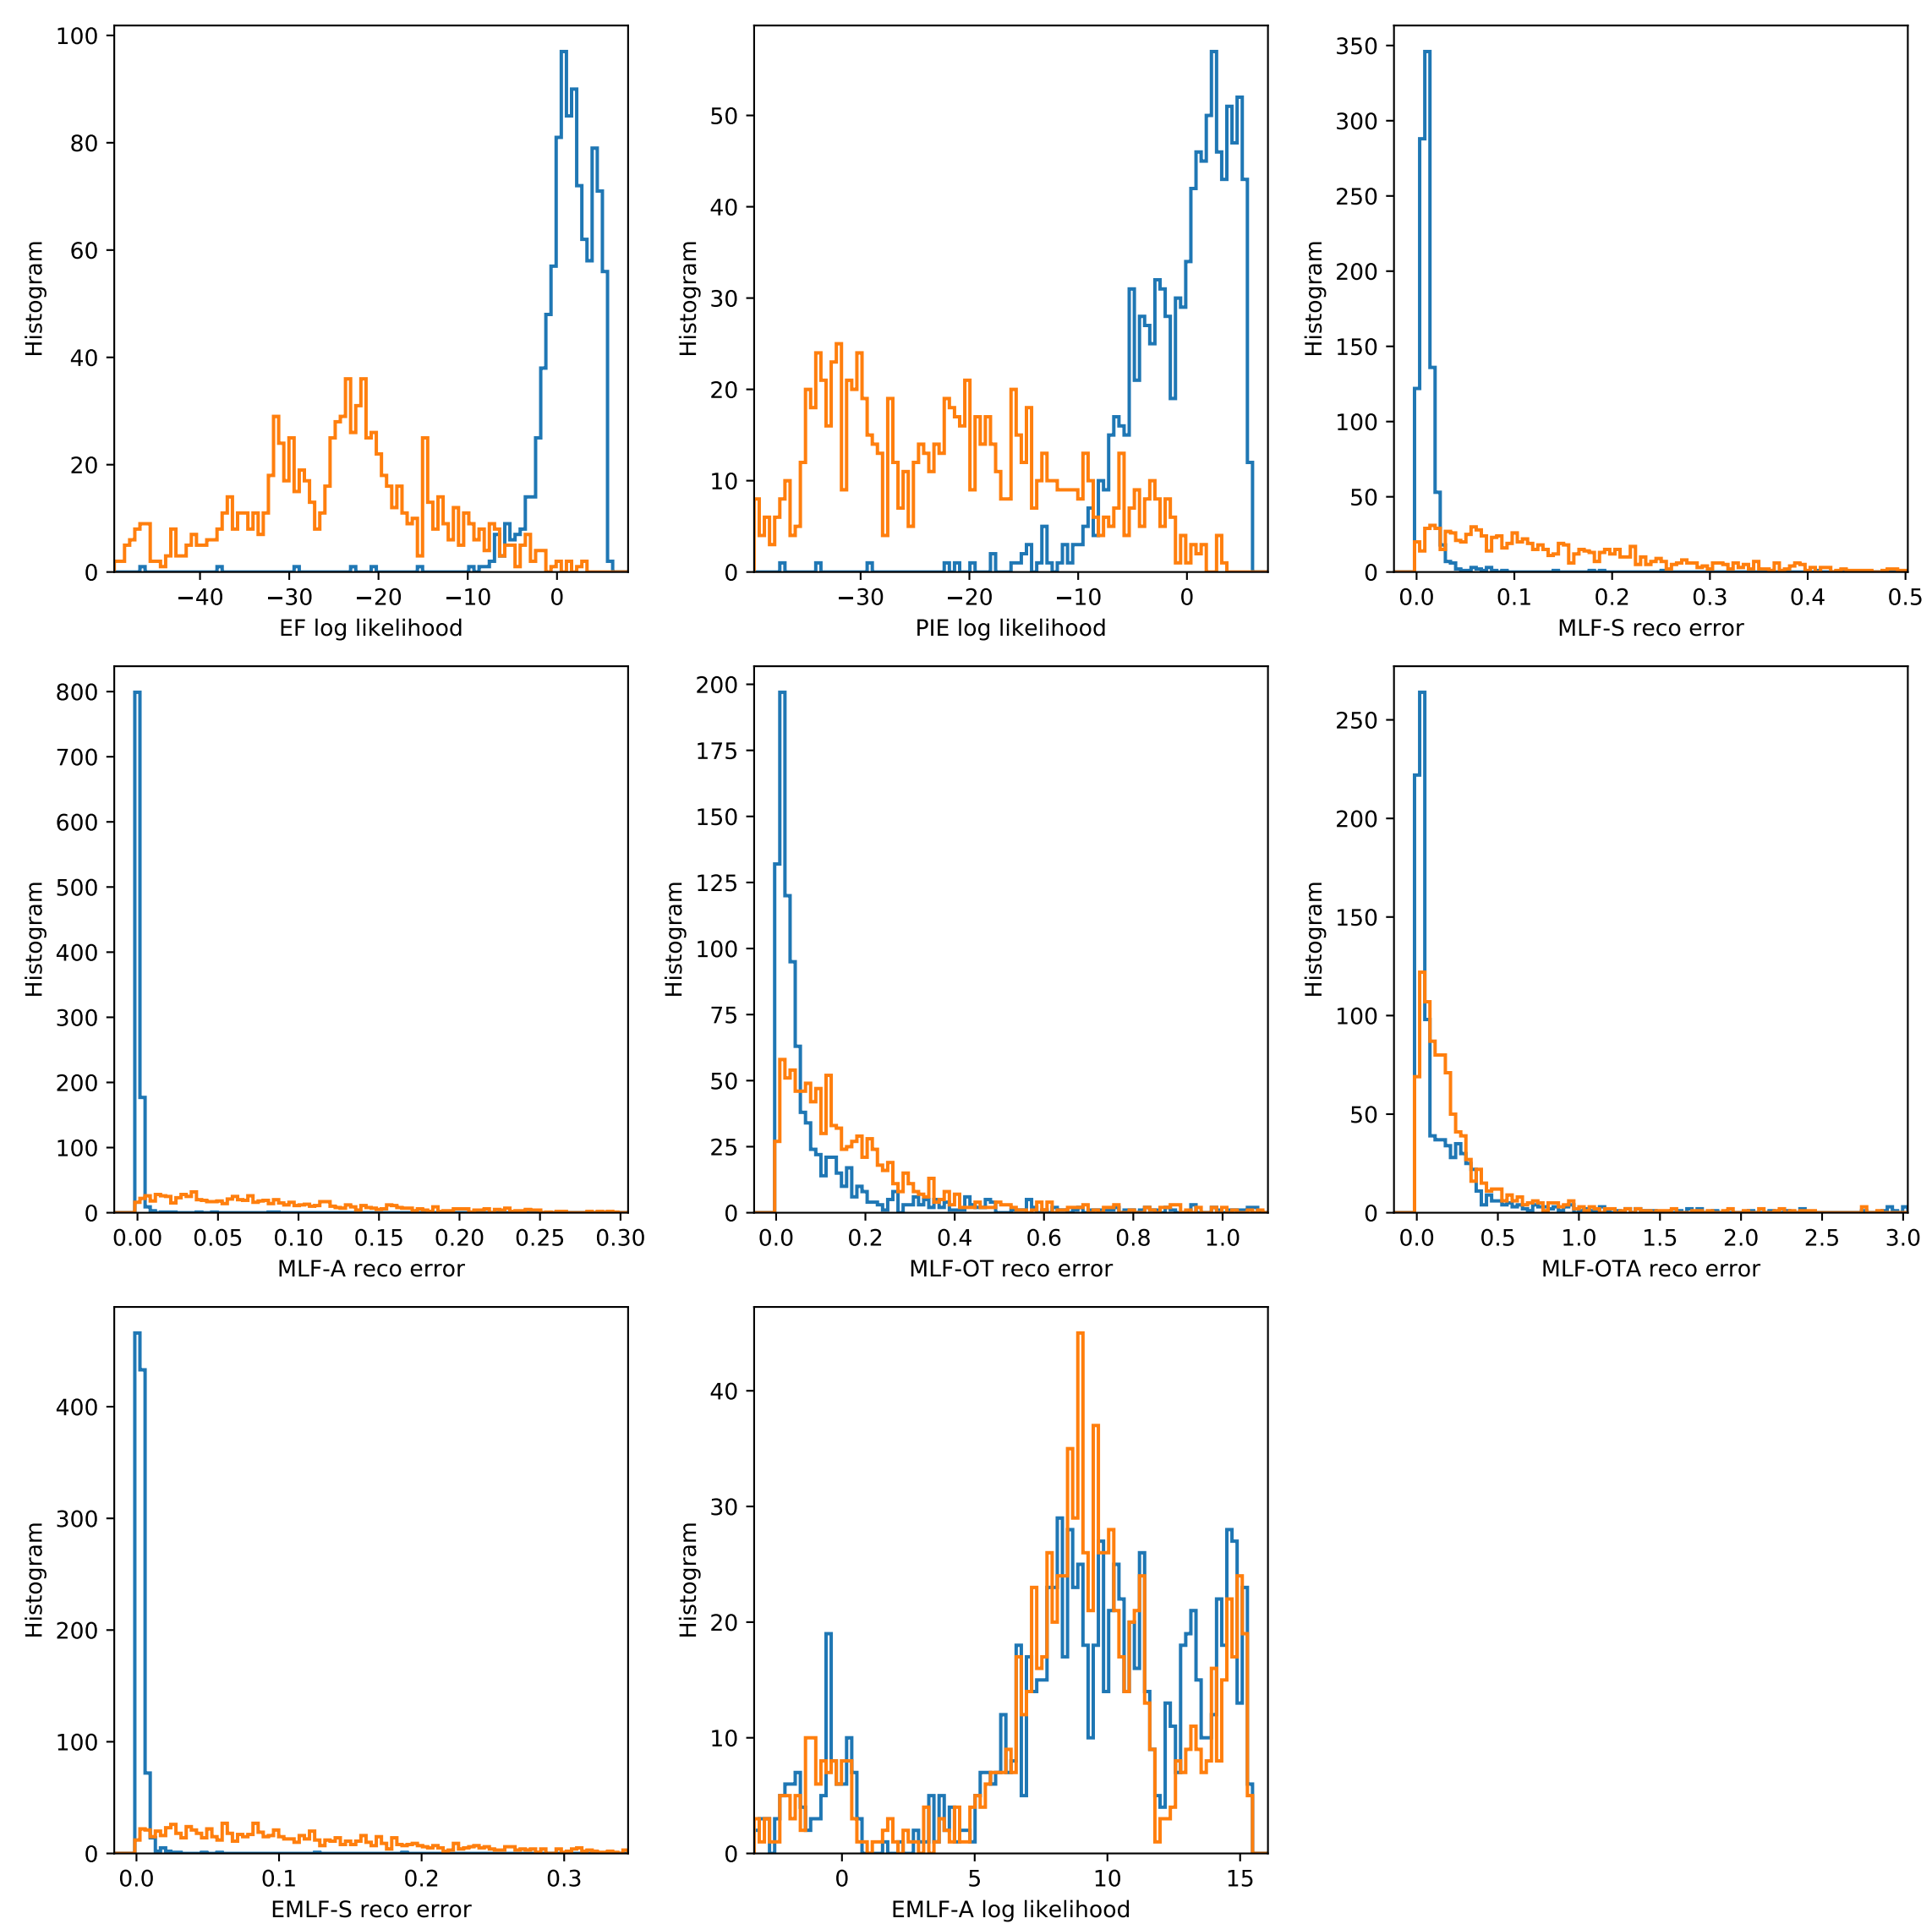 100
80
60
40
20
0
Histogram
−40 −30 −20 −10 0
EF log likelihood
50
40
30
20
10
0
Histogram
−30 −20 −10 0
PIE log likelihood
350
300
250
200
150
100
50
0
Histogram
0.0 0.1 0.2 0.3 0.4 0.5
MLF-S reco error
800
700
600
500
400
300
200
100
0
Histogram
0.00 0.05 0.10 0.15 0.20 0.25 0.30
MLF-A reco error
200
175
150
125
100
75
50
25
0
Histogram
0.0 0.2 0.4 0.6 0.8 1.0
MLF-OT reco error
250
200
150
100
50
0
Histogram
0.0 0.5 1.0 1.5 2.0 2.5 3.0
MLF-OTA reco error
400
300
200
100
0
Histogram
0.0 0.1 0.2 0.3
EMLF-S reco error
40
30
20
10
0
Histogram
0 5 10 15
EMLF-A log likelihood